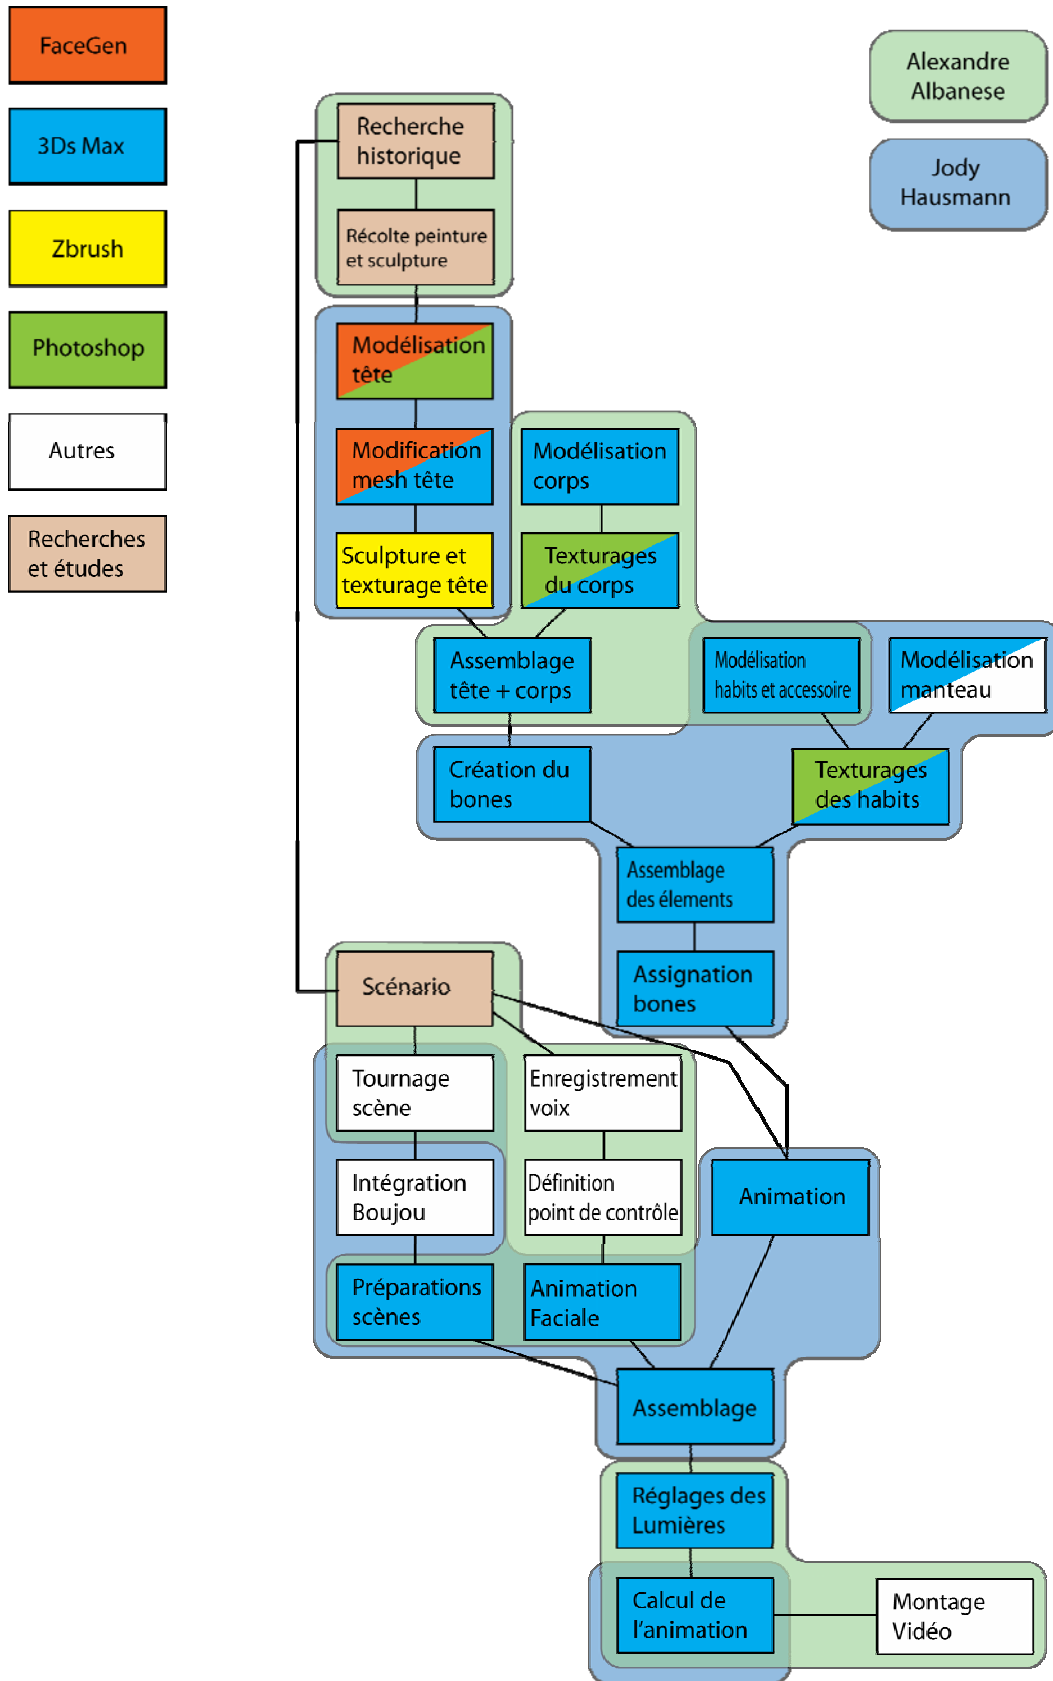 FaceGen
3Ds Max
Zbrush
Photoshop
Autres
Recherches
et études
Alexandre
Albanese
Jody
Hausmann
Recherche
historique
Récolte peinture
et sculpture
Modélisation
tête
Modification
mesh tête
Modélisation
corps
Sculpture et
texturage tête
Texturages
du corps
Assemblage
tête + corps
Modélisation
habits et accessoire
Modélisation
manteau
Création du
bones
Texturages
des habits
Assemblage
des élements
Assignation
bones
Scénario
Tournage
scène
Enregistrement
voix
Intégration
Boujou
Définition
point de contrôle
Animation
Préparations
scènes
Animation
Faciale
Assemblage
Réglages des
Lumières
Calcul de
l'animation
Montage
Vidéo